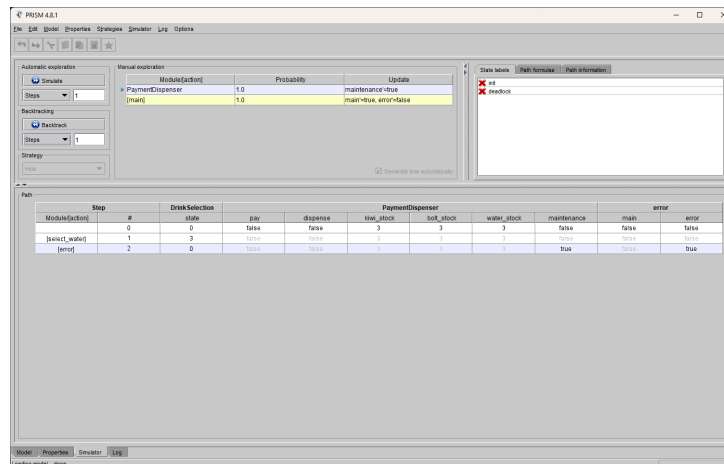 PRISM 4.8.1
File Edit Model Properties Strategies Simulator Log Options
Automatic exploration
Simulate
Steps 1
Backtracking
Backtrack
Steps 1
Strategy
Hide
Manual exploration
Module/[action] Probability Update
PaymentDispenser 1.0 maintenance'=true
[main] 1.0 main'=true, error'=false
Generate time automatically
State labels Path formulae Path information
init
deadlock
Path
Step DrinkSelection PaymentDispenser error
Module/[action] # state pay dispense kiwi_stock bolt_stock water_stock maintenance main error
0 0 false false 3 3 3 false false false
[select_water] 1 3 false false 3 3 3 false false false
[error] 2 0 false false 3 3 3 true false true
Model Properties Simulator Log
Loading model... done.